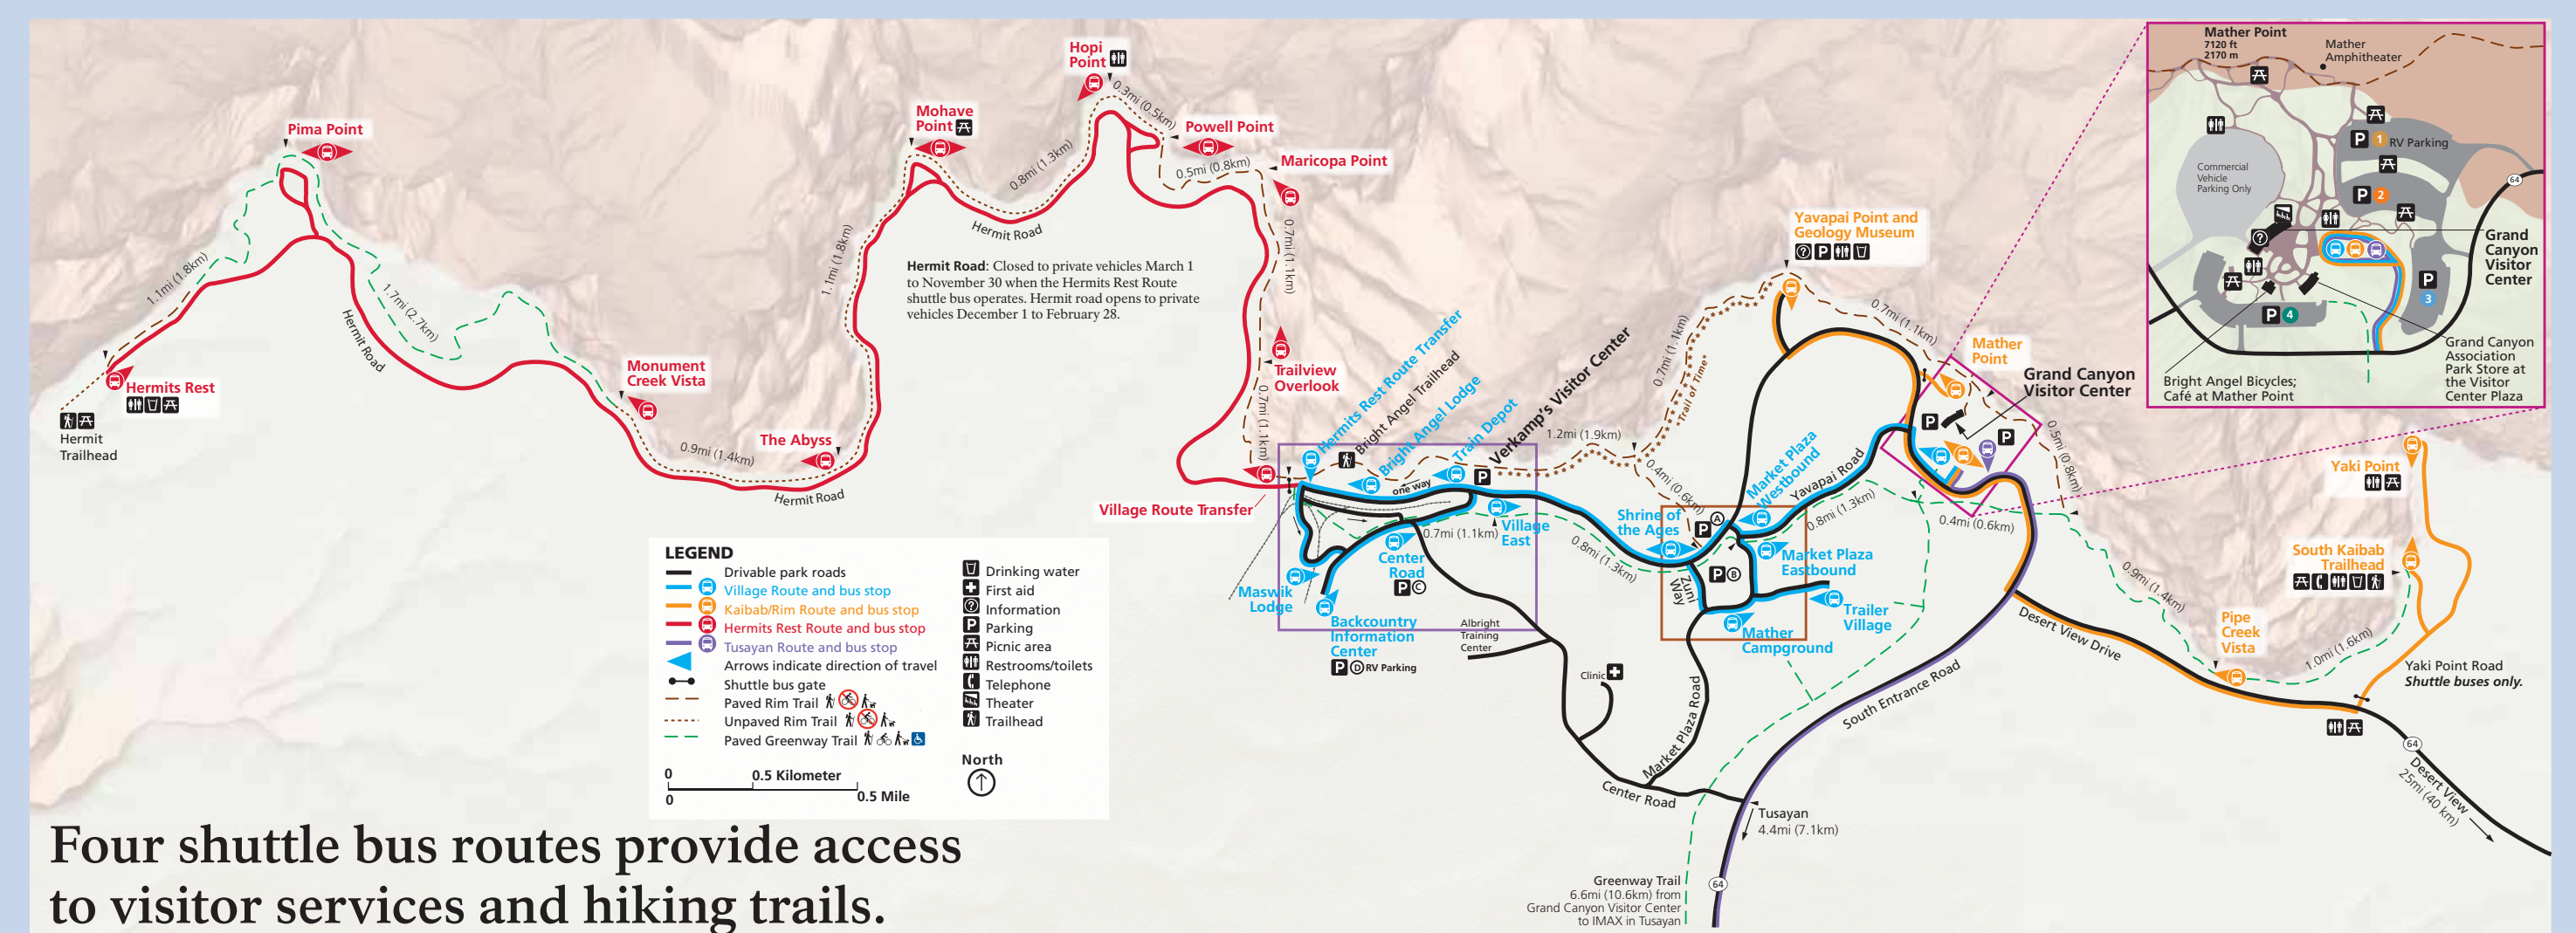 Hopi
Point
0.3mi (0.5km)
Mohave
Point
Powell Point
Pima Point
0.8mi (1.3km)
0.5mi (0.8km)
Maricopa Point
Hermit Road
1.1mi (1.8km)
0.7mi (1.1km)
1.1mi (1.8km)
Hermit Road: Closed to private vehicles March 1
to November 30 when the Hermits Rest Route
shuttle bus operates. Hermit road opens to private
vehicles December 1 to February 28.
1.7mi (2.7km)
Hermit Road
Hermits Rest
Hermit
Trailhead
Monument
Creek Vista
0.9mi (1.4km)
The Abyss
Hermit Road
Trailview
Overlook
0.7mi (1.1km)
Village Route Transfer
Hermits Rest Route Transfer
Bright Angel Trailhead
Bright Angel Lodge
Train Depot
Verkamp's Visitor Center
one way
Village
East
0.7mi (1.1km)
Center
Road
P C
Maswik
Lodge
Backcountry
Information
Center
P D RV Parking
Albright
Training
Center
Clinic
1.2mi (1.9km)
0.7mi (1.1km)
Trail of Time
Yavapai Point and
Geology Museum
0.7mi (1.1km)
0.4mi (0.6km)
0.8mi (1.3km)
Shrine of
the Ages
P A
Market Plaza
Westbound
Yavapai Road
0.8mi (1.3km)
Market Plaza
Eastbound
P B
Zuni
Way
Trailer
Village
Mather
Campground
Mather
Point
Grand Canyon
Visitor Center
P
P
0.5mi (0.8km)
0.4mi (0.6km)
Market Plaza Road
Center Road
South Entrance Road
Tusayan
4.4mi (7.1km)
64
Greenway Trail
6.6mi (10.6km) from
Grand Canyon Visitor Center
to IMAX in Tusayan
Desert View Drive
0.9mi (1.4km)
Pipe
Creek
Vista
1.0mi (1.6km)
Yaki Point
South Kaibab
Trailhead
Yaki Point Road
Shuttle buses only.
64
Desert View
25mi (40 km)
Mather Point
7120 ft
2170 m
Mather
Amphitheater
P 1 RV Parking
Commercial
Vehicle
Parking Only
64
P 2
Grand
Canyon
Visitor
Center
P
3
P 4
Grand Canyon
Association
Park Store at
the Visitor
Center Plaza
Bright Angel Bicycles;
Café at Mather Point
LEGEND
Drivable park roads
Village Route and bus stop
Kaibab/Rim Route and bus stop
Hermits Rest Route and bus stop
Tusayan Route and bus stop
Arrows indicate direction of travel
Shuttle bus gate
Paved Rim Trail
Unpaved Rim Trail
Paved Greenway Trail
Drinking water
First aid
Information
Parking
Picnic area
Restrooms/toilets
Telephone
Theater
Trailhead
North
0 0.5 Kilometer
0 0.5 Mile
Four shuttle bus routes provide access
to visitor services and hiking trails.